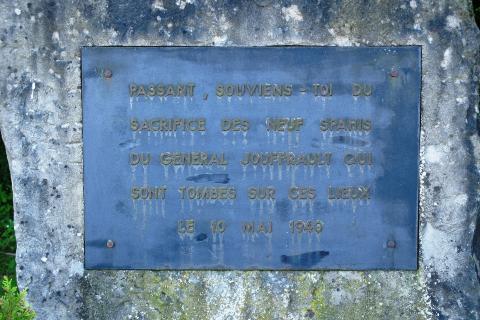 PASSANT, SOUVIENS-TOI DU
SACRIFICE DES NEUF SPAHIS
DU GENERAL JOUFFRAULT QUI
SONT TOMBES SUR CES LIEUX
LE 10 MAI 1940